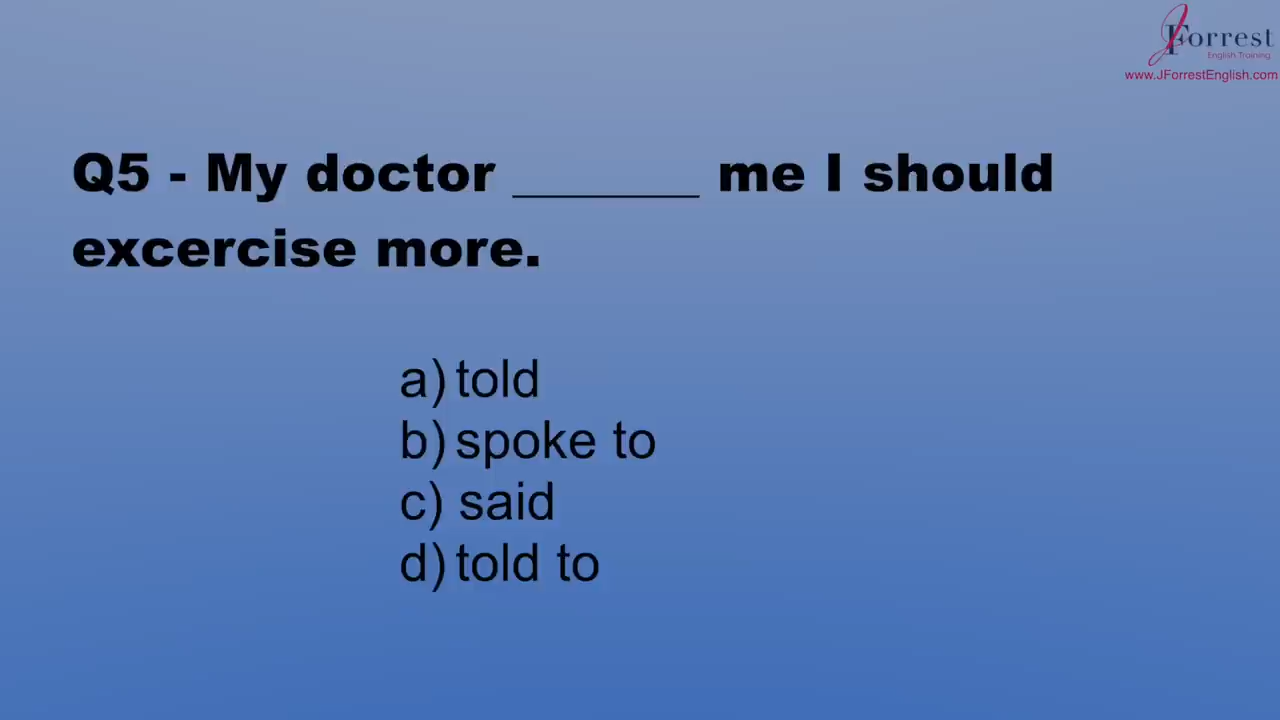 JForrest
English Training
www.JForrestEnglish.com
Q5 - My doctor _______ me I should
excercise more.
a) told
b) spoke to
c) said
d) told to